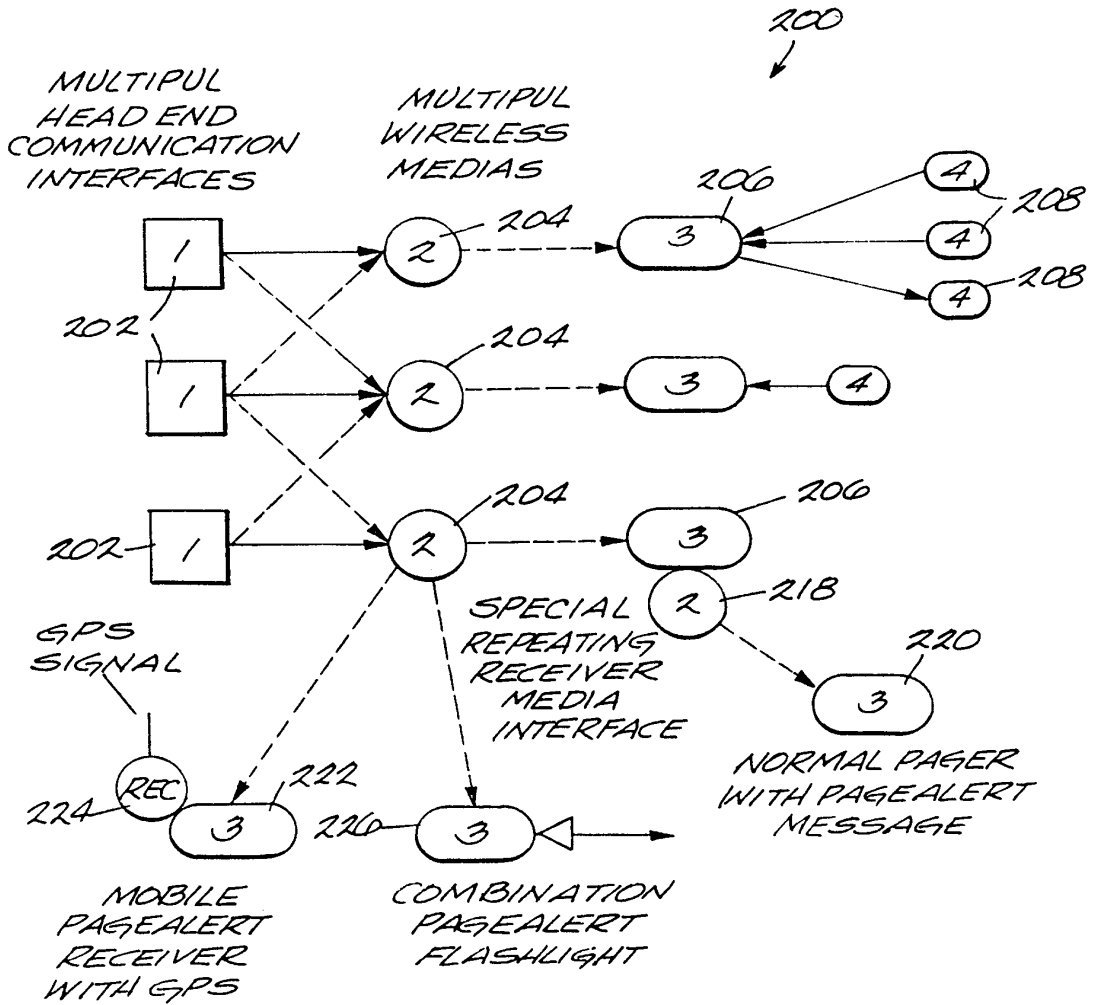 200
MULTIPUL
HEAD END
COMMUNICATION
INTERFACES
MULTIPUL
WIRELESS
MEDIAS
206
4
208
204
1
2
3
4
4
208
202
204
1
2
3
4
204
206
202
1
2
3
2
218
SPECIAL
REPEATING
RECEIVER
MEDIA
INTERFACE
GPS
SIGNAL
220
3
NORMAL PAGER
WITH PAGEALERT
MESSAGE
REC
224
222
3
226
3
MOBILE
PAGEALERT
RECEIVER
WITH GPS
COMBINATION
PAGEALERT
FLASHLIGHT